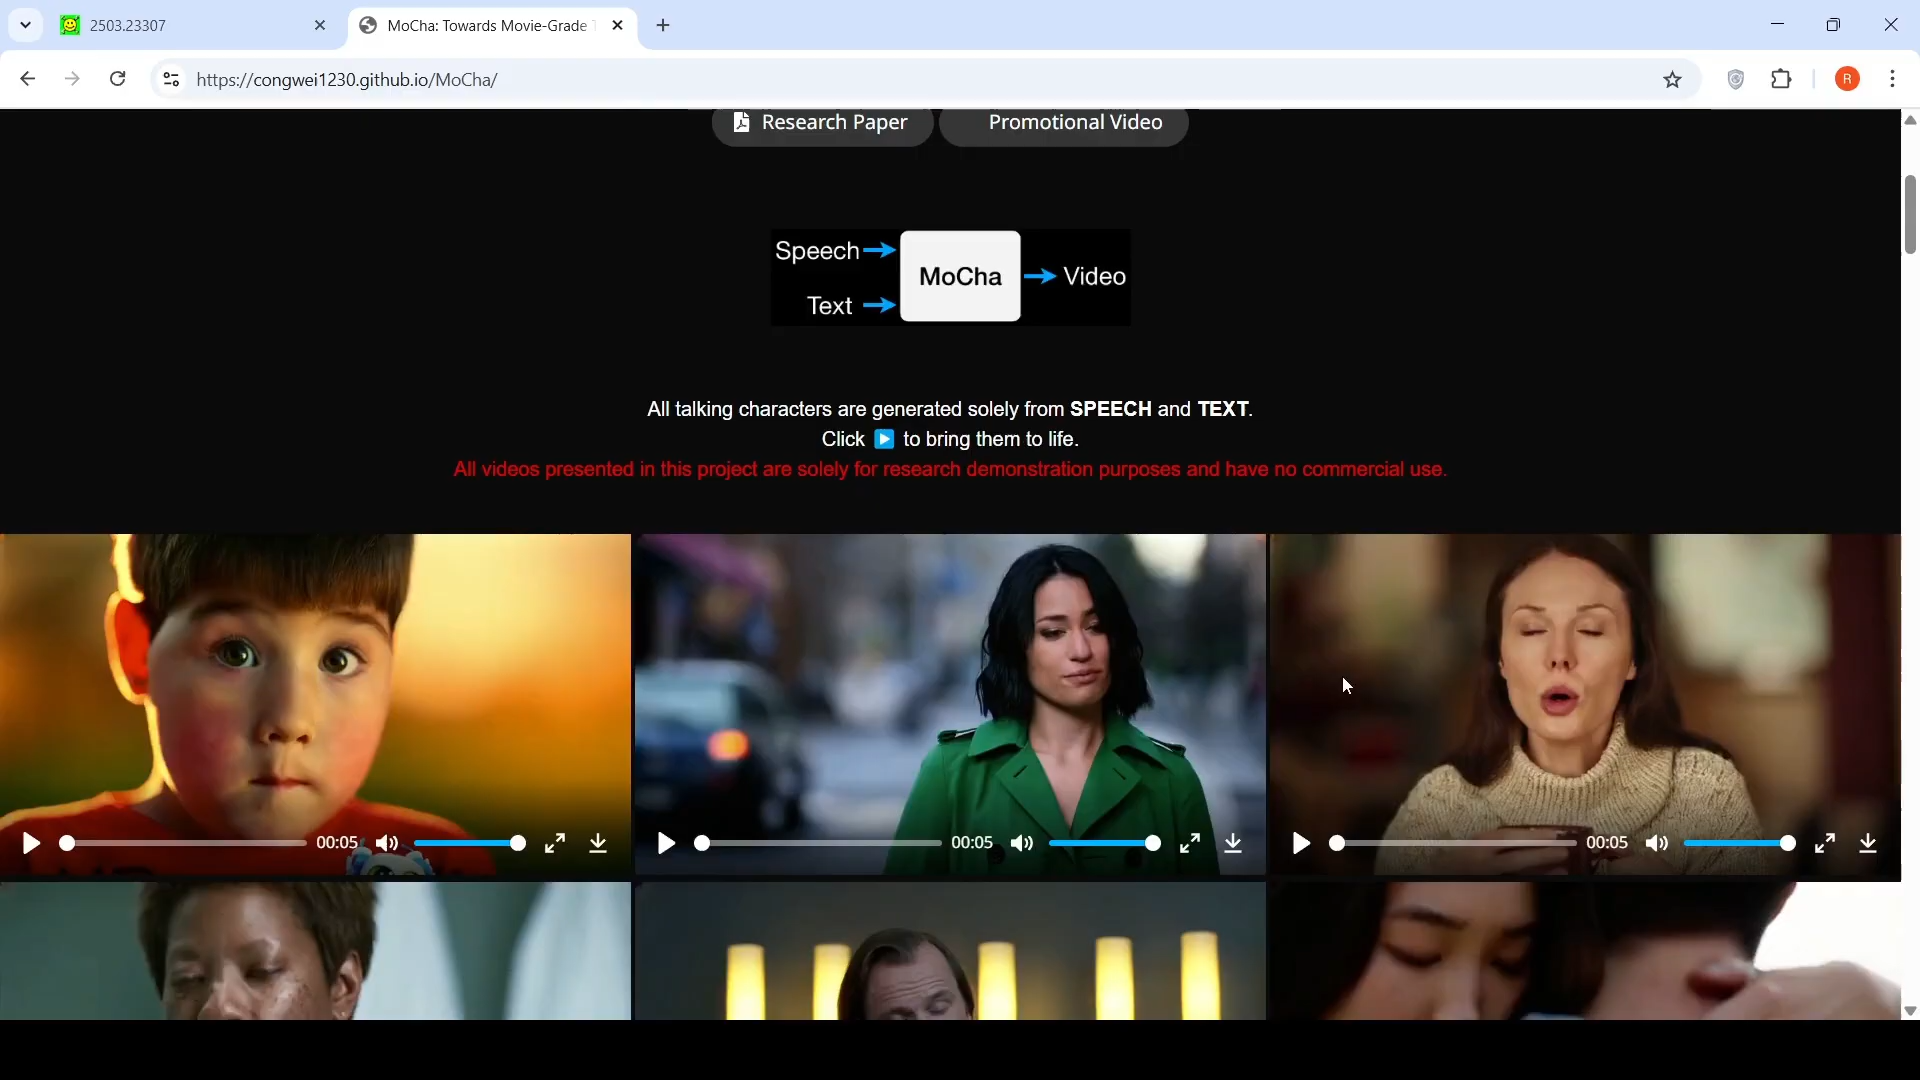 2503.23307
MoCha: Towards Movie-Grade
https://congwei1230.github.io/MoCha/
R
Research Paper
Promotional Video
Speech
MoCha
Video
Text
All talking characters are generated solely from SPEECH and TEXT.
Click ▶️ to bring them to life.
All videos presented in this project are solely for research demonstration purposes and have no commercial use.
00:05
00:05
00:05